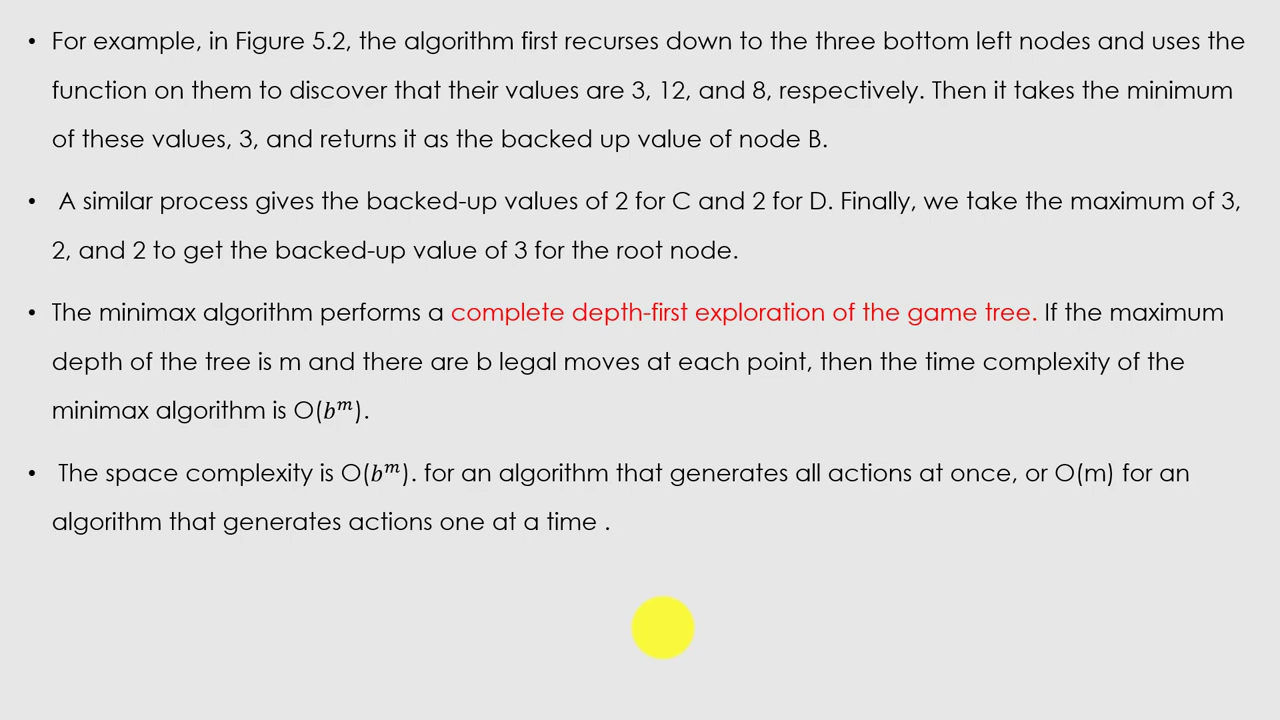 • For example, in Figure 5.2, the algorithm first recurses down to the three bottom left nodes and uses the
function on them to discover that their values are 3, 12, and 8, respectively. Then it takes the minimum
of these values, 3, and returns it as the backed up value of node B.
• A similar process gives the backed-up values of 2 for C and 2 for D. Finally, we take the maximum of 3,
2, and 2 to get the backed-up value of 3 for the root node.
• The minimax algorithm performs a complete depth-first exploration of the game tree. If the maximum
depth of the tree is m and there are b legal moves at each point, then the time complexity of the
minimax algorithm is O(𝑏ᵐ).
• The space complexity is O(𝑏ᵐ). for an algorithm that generates all actions at once, or O(m) for an
algorithm that generates actions one at a time .